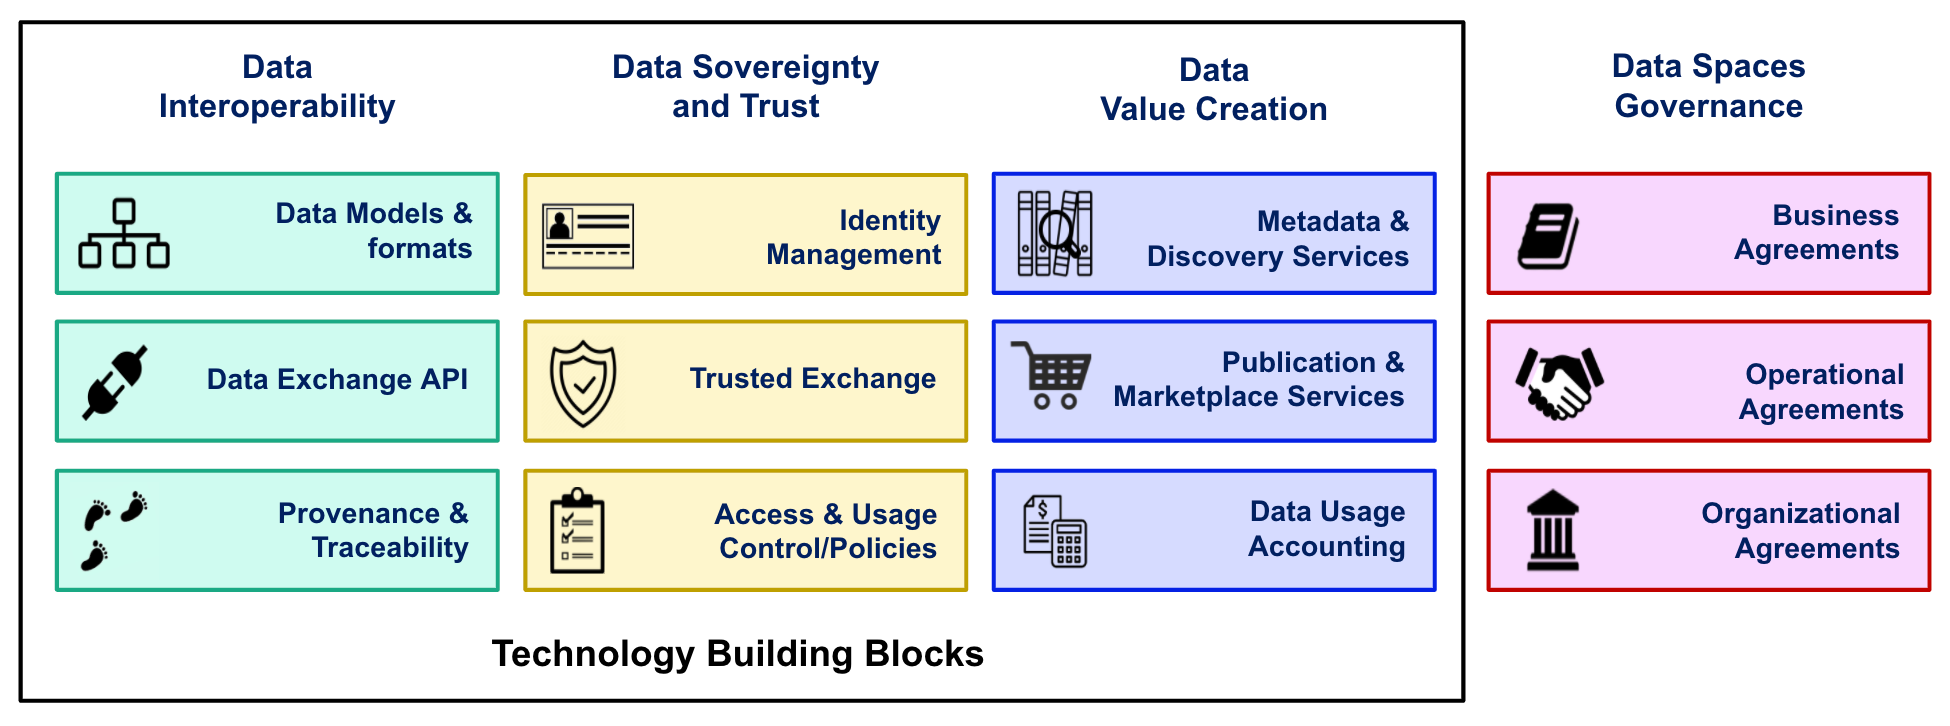 Data
Interoperability
Data Sovereignty
and Trust
Data
Value Creation
Data Spaces
Governance
Data Models &
formats
Identity
Management
Metadata &
Discovery Services
Business
Agreements
Data Exchange API
Trusted Exchange
Publication &
Marketplace Services
Operational
Agreements
Provenance &
Traceability
Access & Usage
Control/Policies
$
Data Usage
Accounting
Organizational
Agreements
Technology Building Blocks